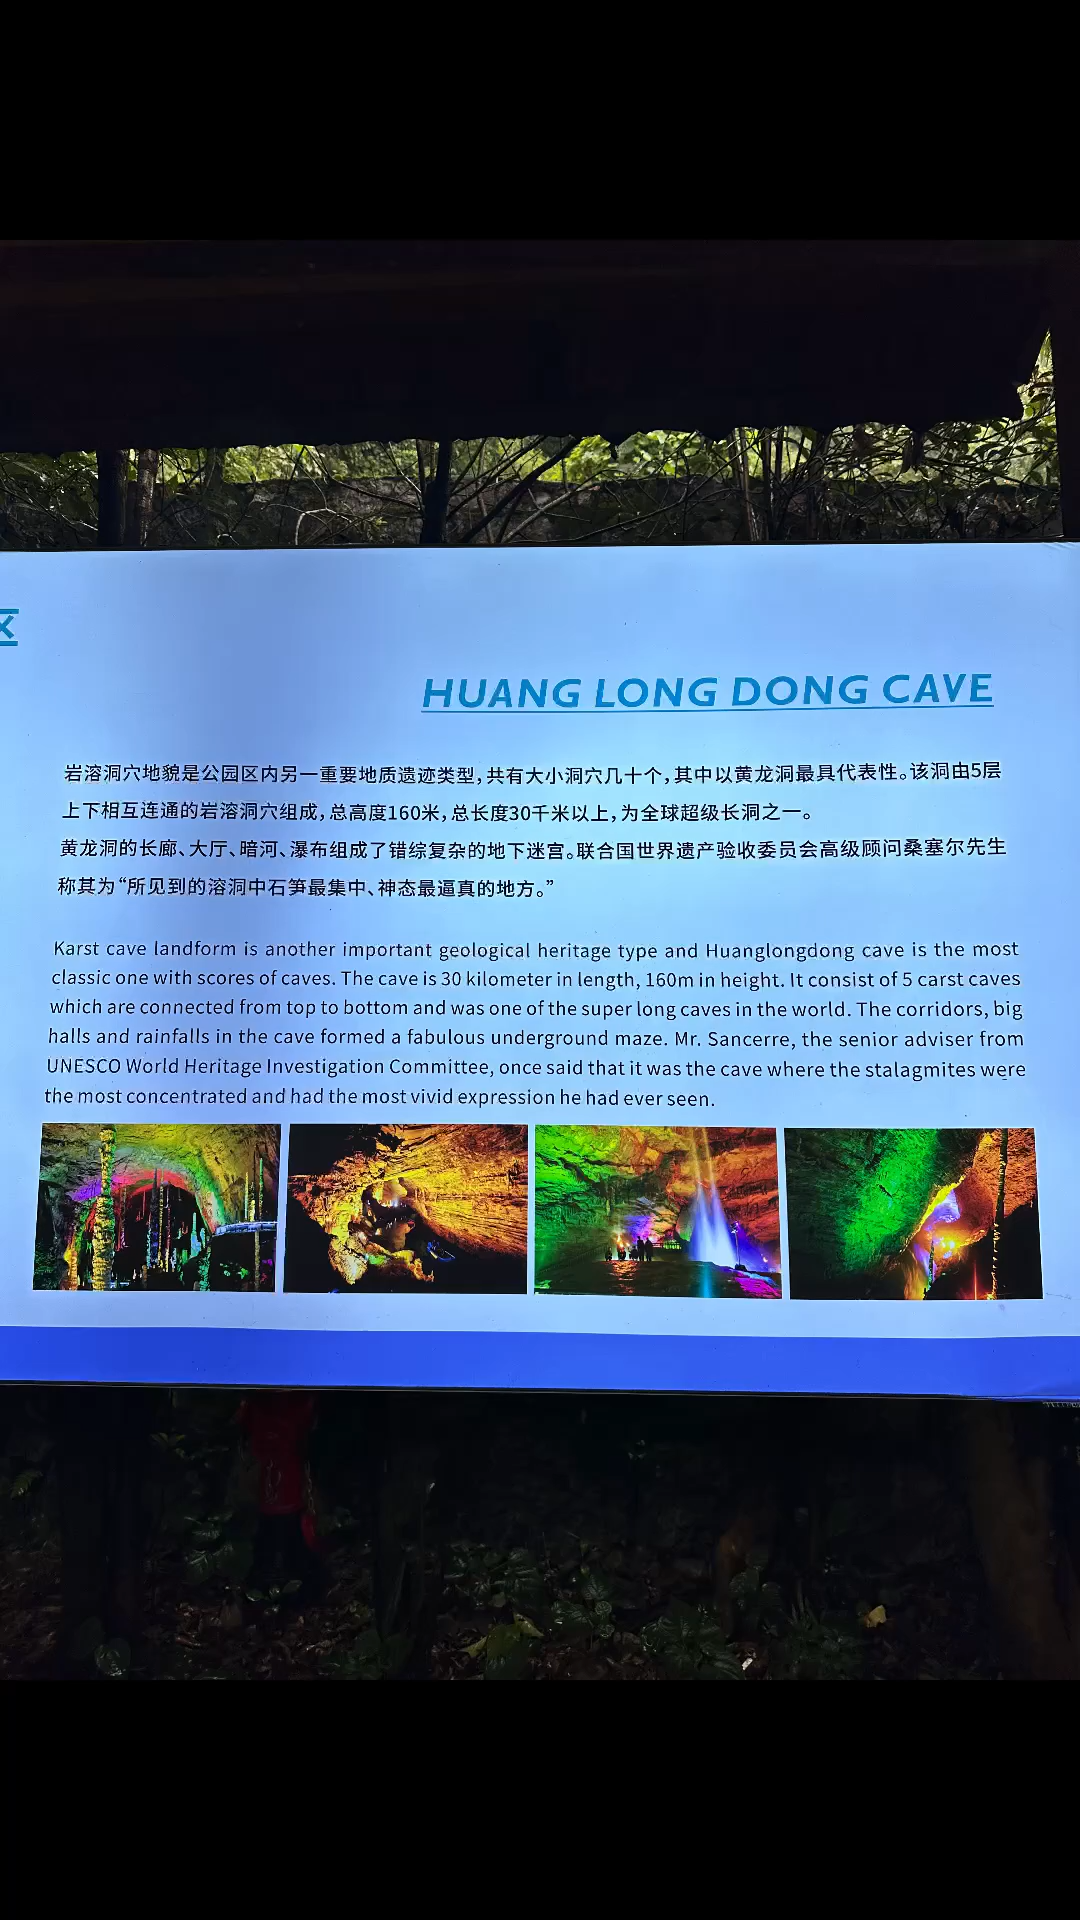 区
HUANG LONG DONG CAVE
岩溶洞穴地貌是公园区内另一重要地质遗迹类型,共有大小洞穴几十个,其中以黄龙洞最具代表性。该洞由5层
上下相互连通的岩溶洞穴组成,总高度160米,总长度30千米以上,为全球超级长洞之一。
黄龙洞的长廊、大厅、暗河、瀑布组成了错综复杂的地下迷宫。联合国世界遗产验收委员会高级顾问桑塞尔先生
称其为“所见到的溶洞中石笋最集中、神态最逼真的地方。”
Karst cave landform is another important geological heritage type and Huanglongdong cave is the most
classic one with scores of caves. The cave is 30 kilometer in length, 160m in height. It consist of 5 carst caves
which are connected from top to bottom and was one of the super long caves in the world. The corridors, big
halls and rainfalls in the cave formed a fabulous underground maze. Mr. Sancerre, the senior adviser from
UNESCO World Heritage Investigation Committee, once said that it was the cave where the stalagmites were
the most concentrated and had the most vivid expression he had ever seen.